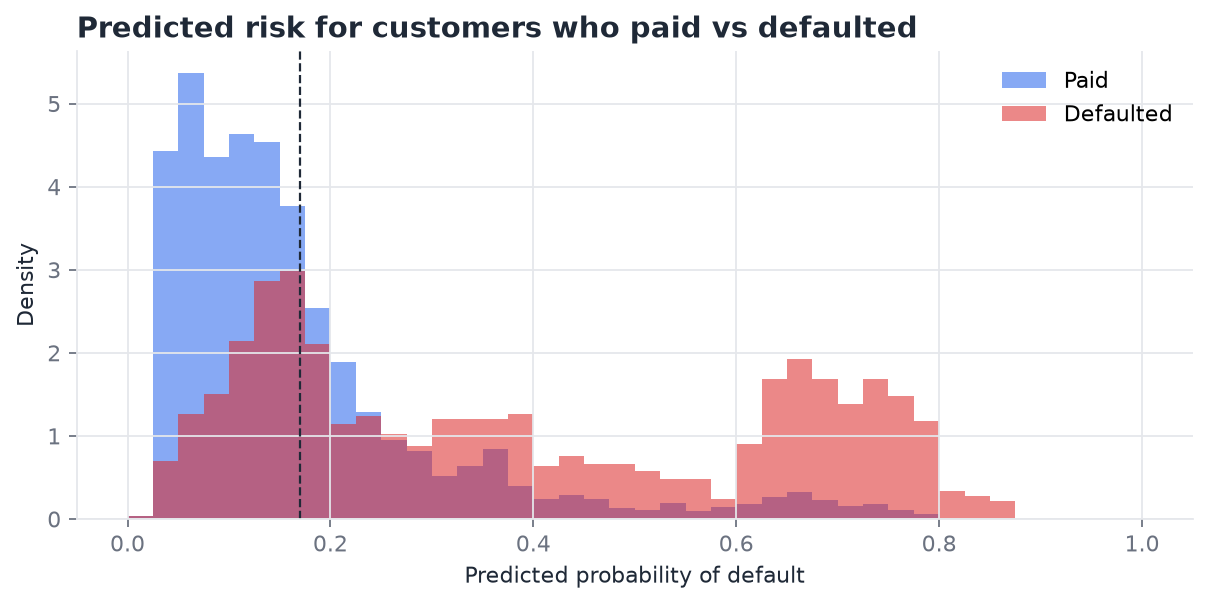 Predicted risk for customers who paid vs defaulted
Paid
Defaulted
Density
5
4
3
2
1
0
0.0 0.2 0.4 0.6 0.8 1.0
Predicted probability of default